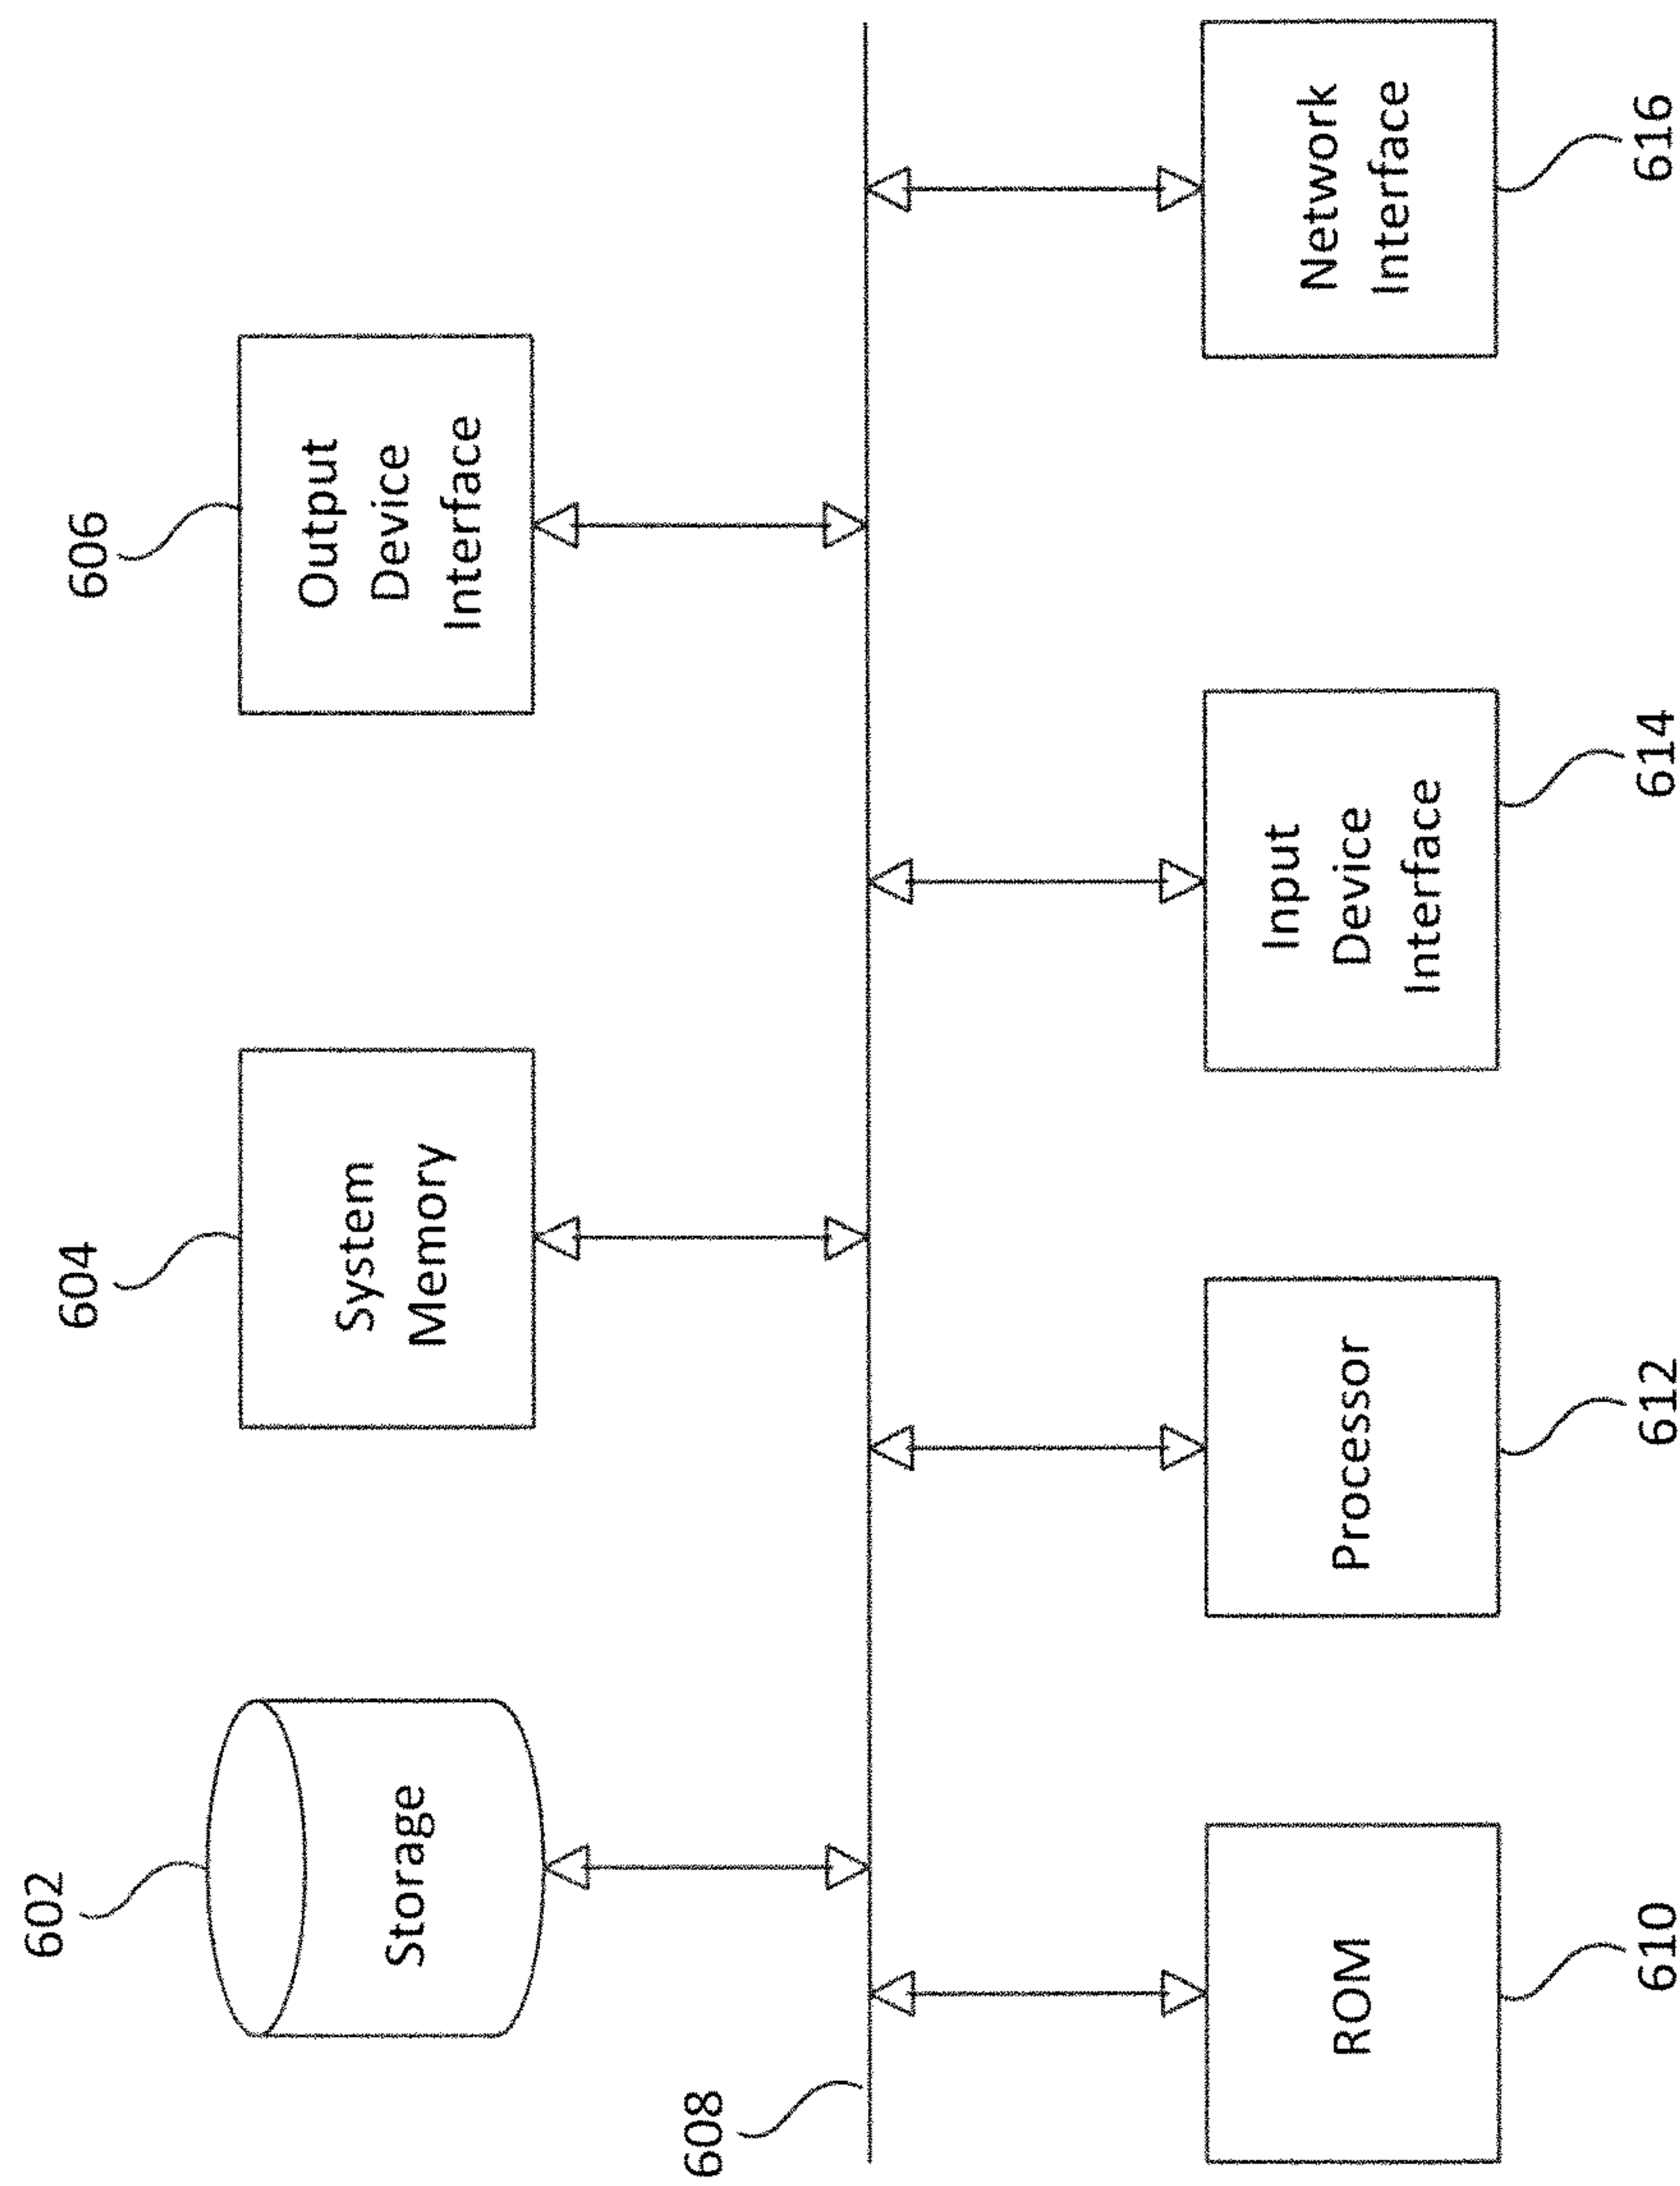 602
Storage
604
System
Memory
606
Output
Device
Interface
608
610
ROM
612
Processor
614
Input
Device
Interface
616
Network
Interface